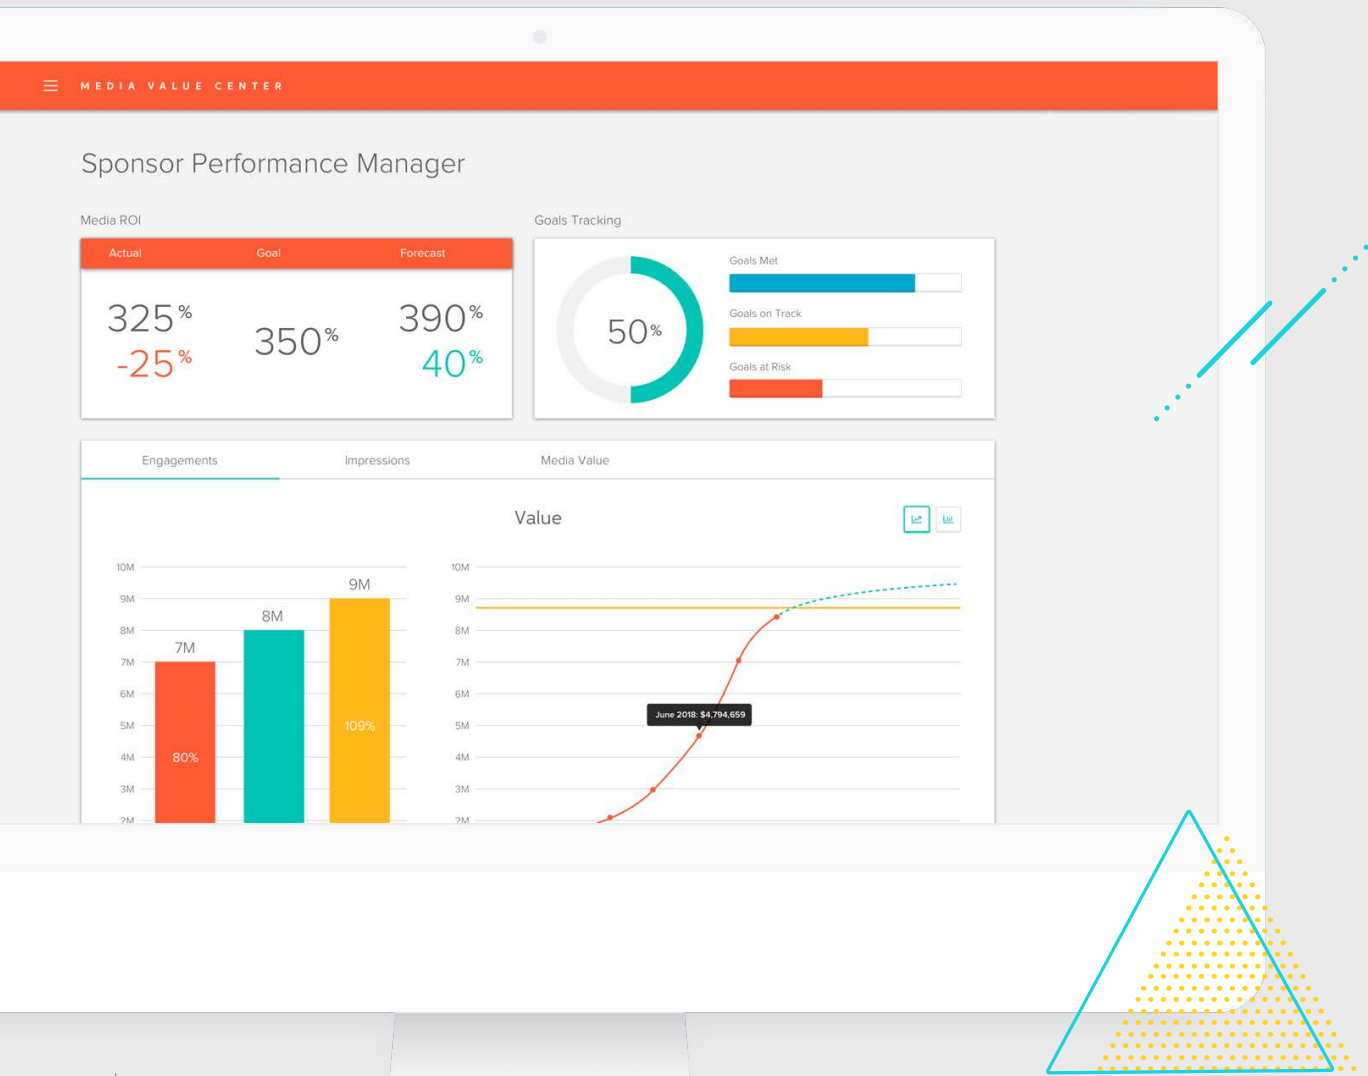 MEDIA VALUE CENTER
Sponsor Performance Manager
Media ROI
Actual Goal Forecast
325% 350% 390%
-25% 40%
Goals Tracking
50%
Goals Met
Goals on Track
Goals at Risk
Engagements Impressions Media Value
Value
10M
9M
8M
7M
6M
5M
4M
3M
2M
7M
80%
8M
9M
109%
10M
9M
8M
7M
6M
5M
4M
3M
2M
June 2018: $4,794,659